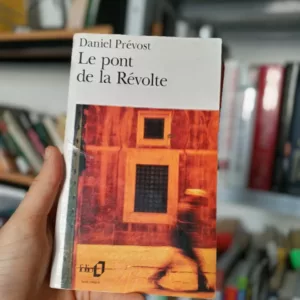 Daniel Prévost
Le pont
de la Révolte
folio